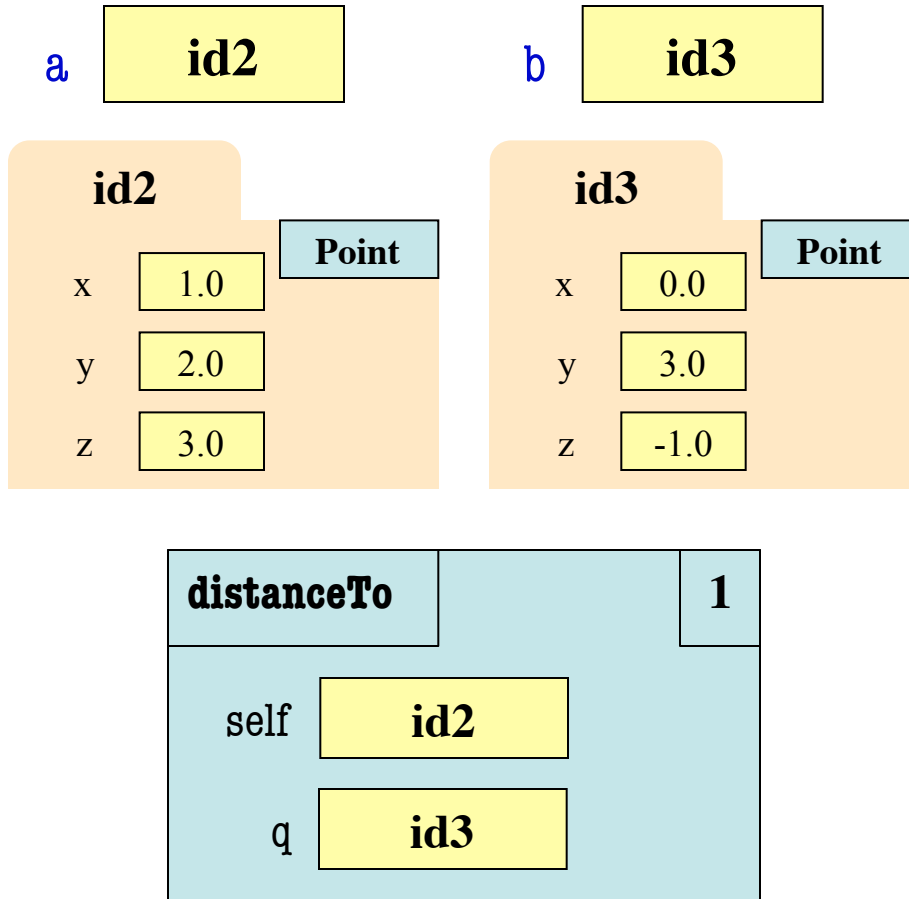 a id2 b id3
id2 id3
Point Point
x 1.0 x 0.0
y 2.0 y 3.0
z 3.0 z -1.0
distanceTo 1
self id2
q id3